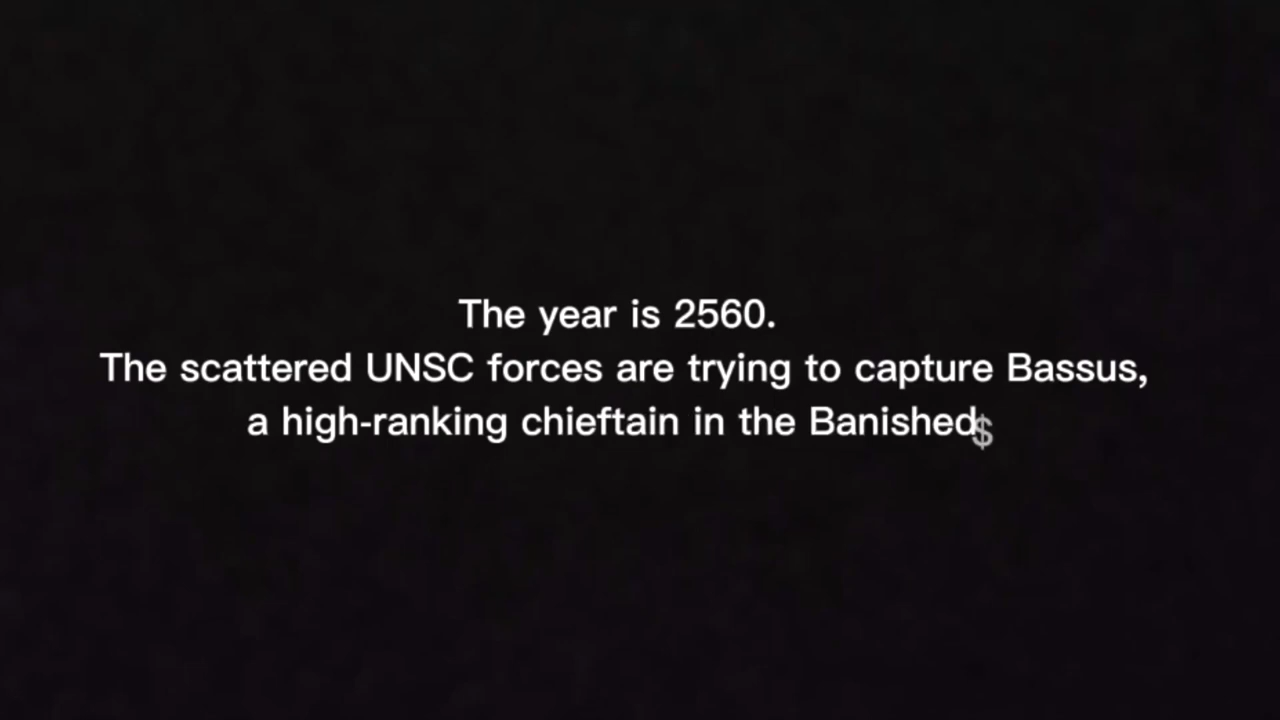 The year is 2560.
The scattered UNSC forces are trying to capture Bassus,
a high-ranking chieftain in the Banished$